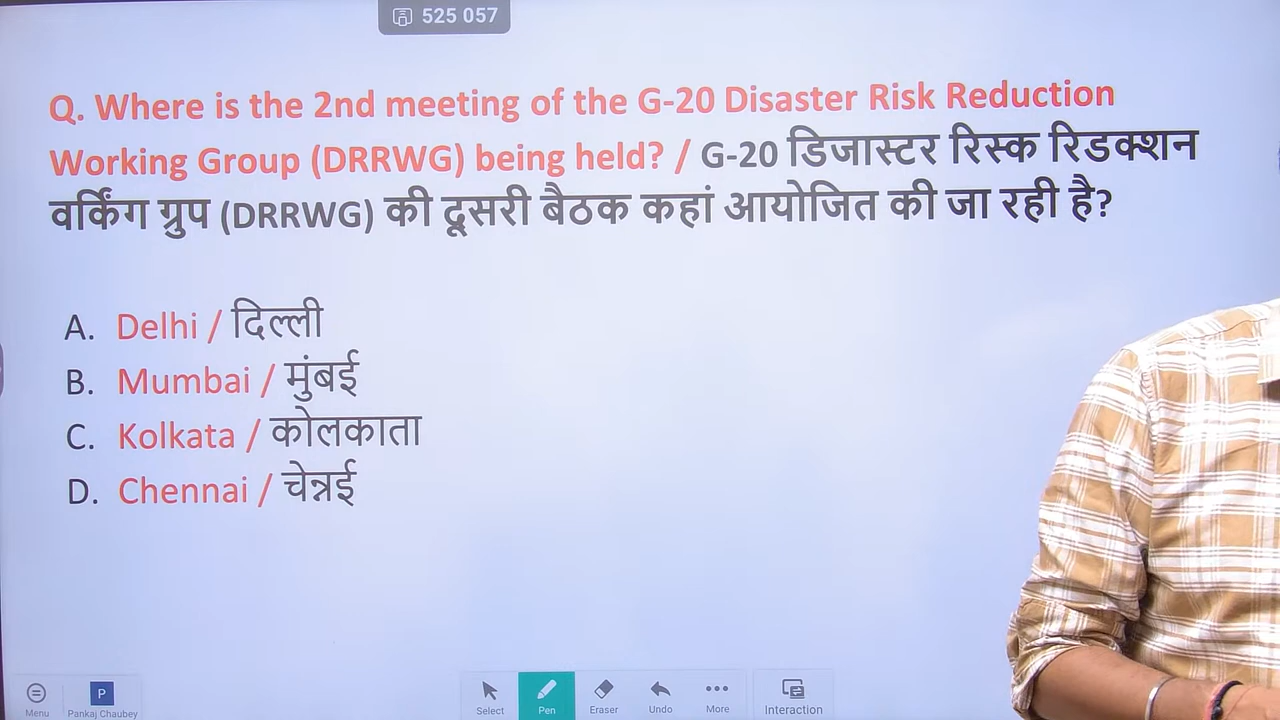 525 057
Q. Where is the 2nd meeting of the G-20 Disaster Risk Reduction
Working Group (DRRWG) being held? / G-20 डिजास्टर रिस्क रिडक्शन
वर्किंग ग्रुप (DRRWG) की दूसरी बैठक कहां आयोजित की जा रही है?
A. Delhi / दिल्ली
B. Mumbai / मुंबई
C. Kolkata / कोलकाता
D. Chennai / चेन्नई
P
Menu Pankaj Chaubey Select Pen Eraser Undo More Interaction